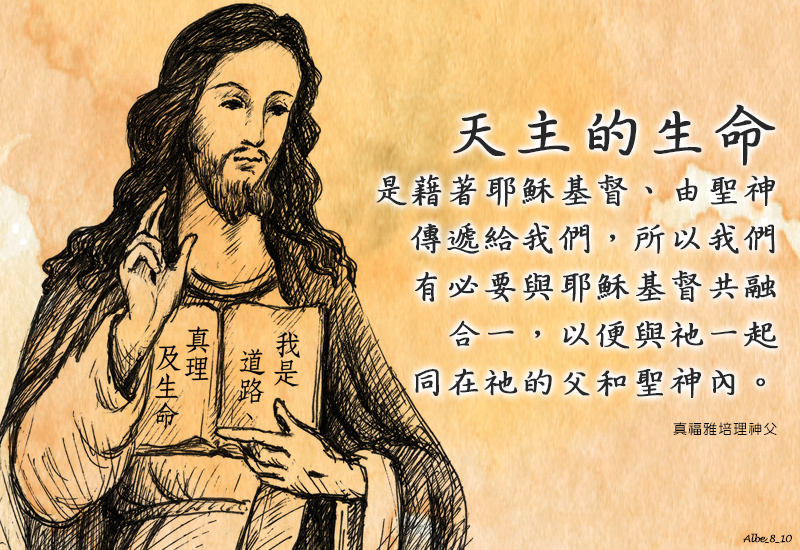 天主的生命
是藉著耶穌基督、由聖神
傳遞給我們，所以我們
有必要與耶穌基督共融
合一，以便與祂一起
同在祂的父和聖神內。
真福雅培理神父
我是
道路、
真理
及生命
Albe_8_10